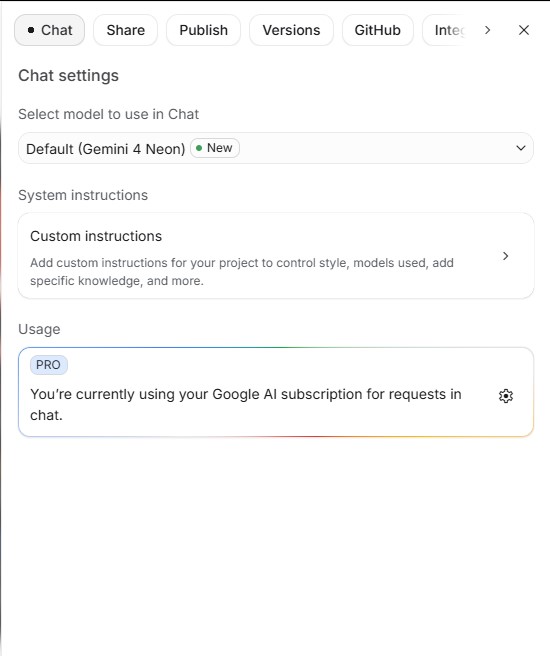 Chat
Share
Publish
Versions
GitHub
Chat settings
Select model to use in Chat
Default (Gemini 4 Neon)
New
System instructions
Custom instructions
Add custom instructions for your project to control style, models used, add
specific knowledge, and more.
Usage
PRO
You’re currently using your Google AI subscription for requests in
chat.